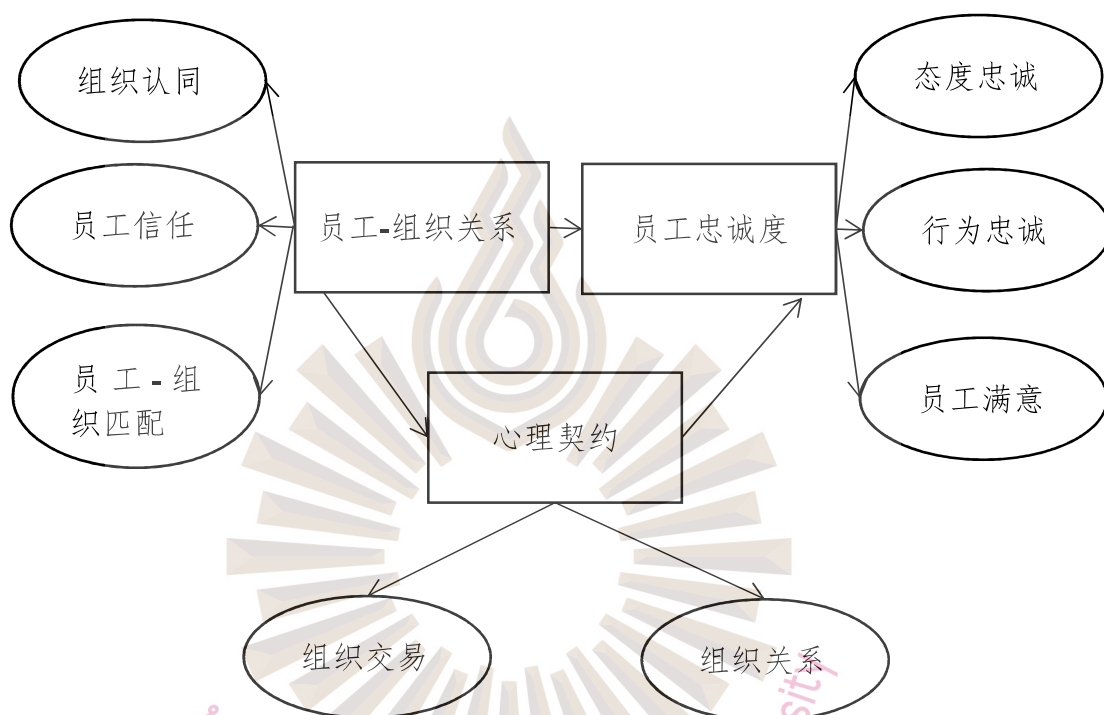 组织认同
态度忠诚
员工信任
员工-组织关系
员工忠诚度
行为忠诚
员工-组
织匹配
员工满意
心理契约
组织交易
组织关系
sity